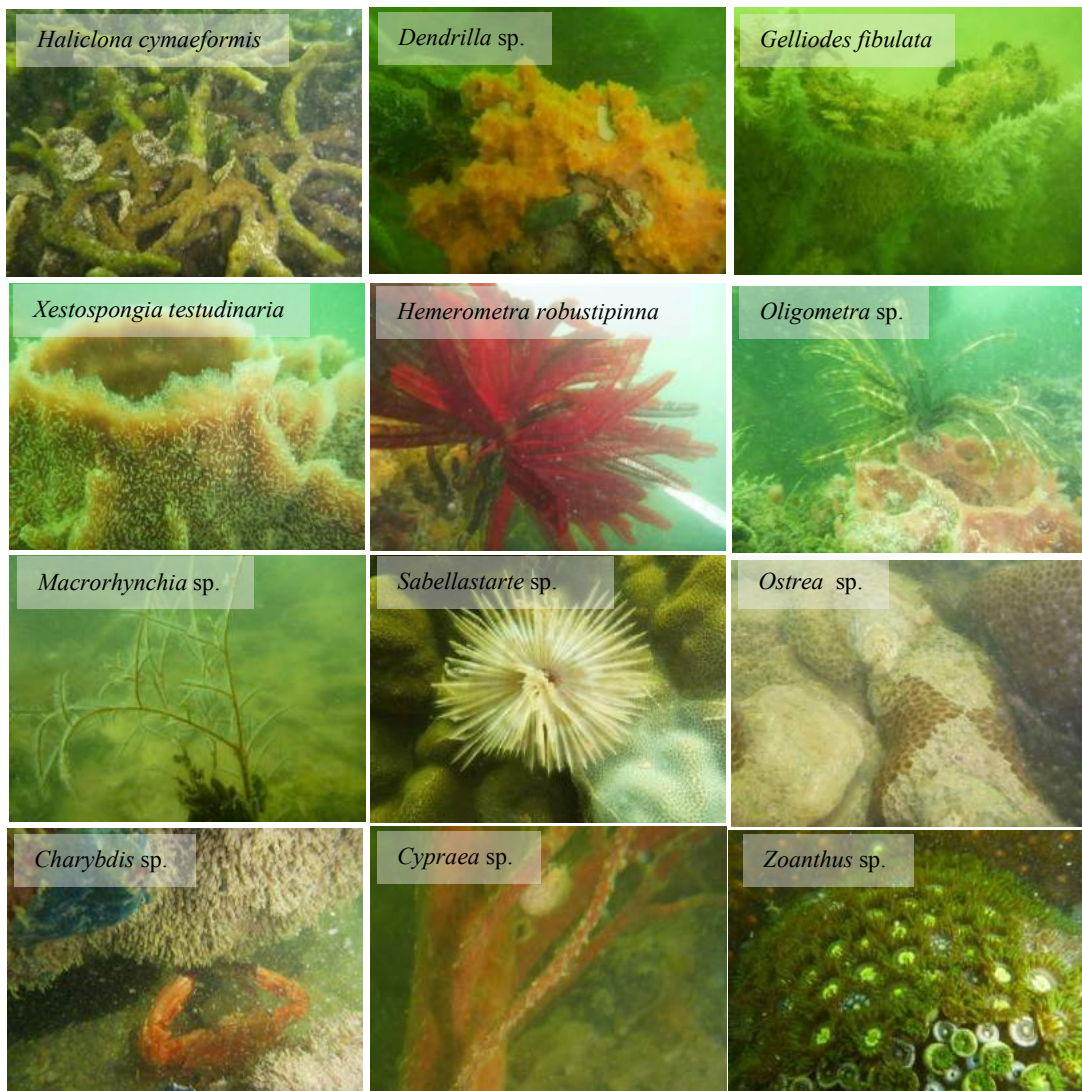 Haliclona cymaeformis
Dendrilla sp.
Gelliodes fibulata
Xestospongia testudinaria
Hemerometra robustipinna
Oligometra sp.
Macrorhynchia sp.
Sabellastarte sp.
Ostrea sp.
Charybdis sp.
Cypraea sp.
Zoanthus sp.